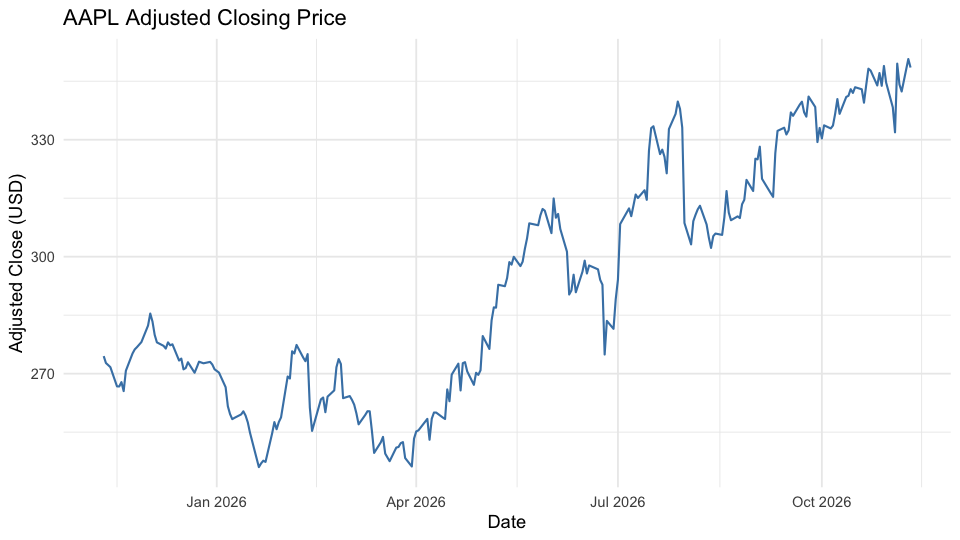 AAPL Adjusted Closing Price
Adjusted Close (USD)
330
300
270
Jan 2026 Apr 2026 Jul 2026 Oct 2026
Date